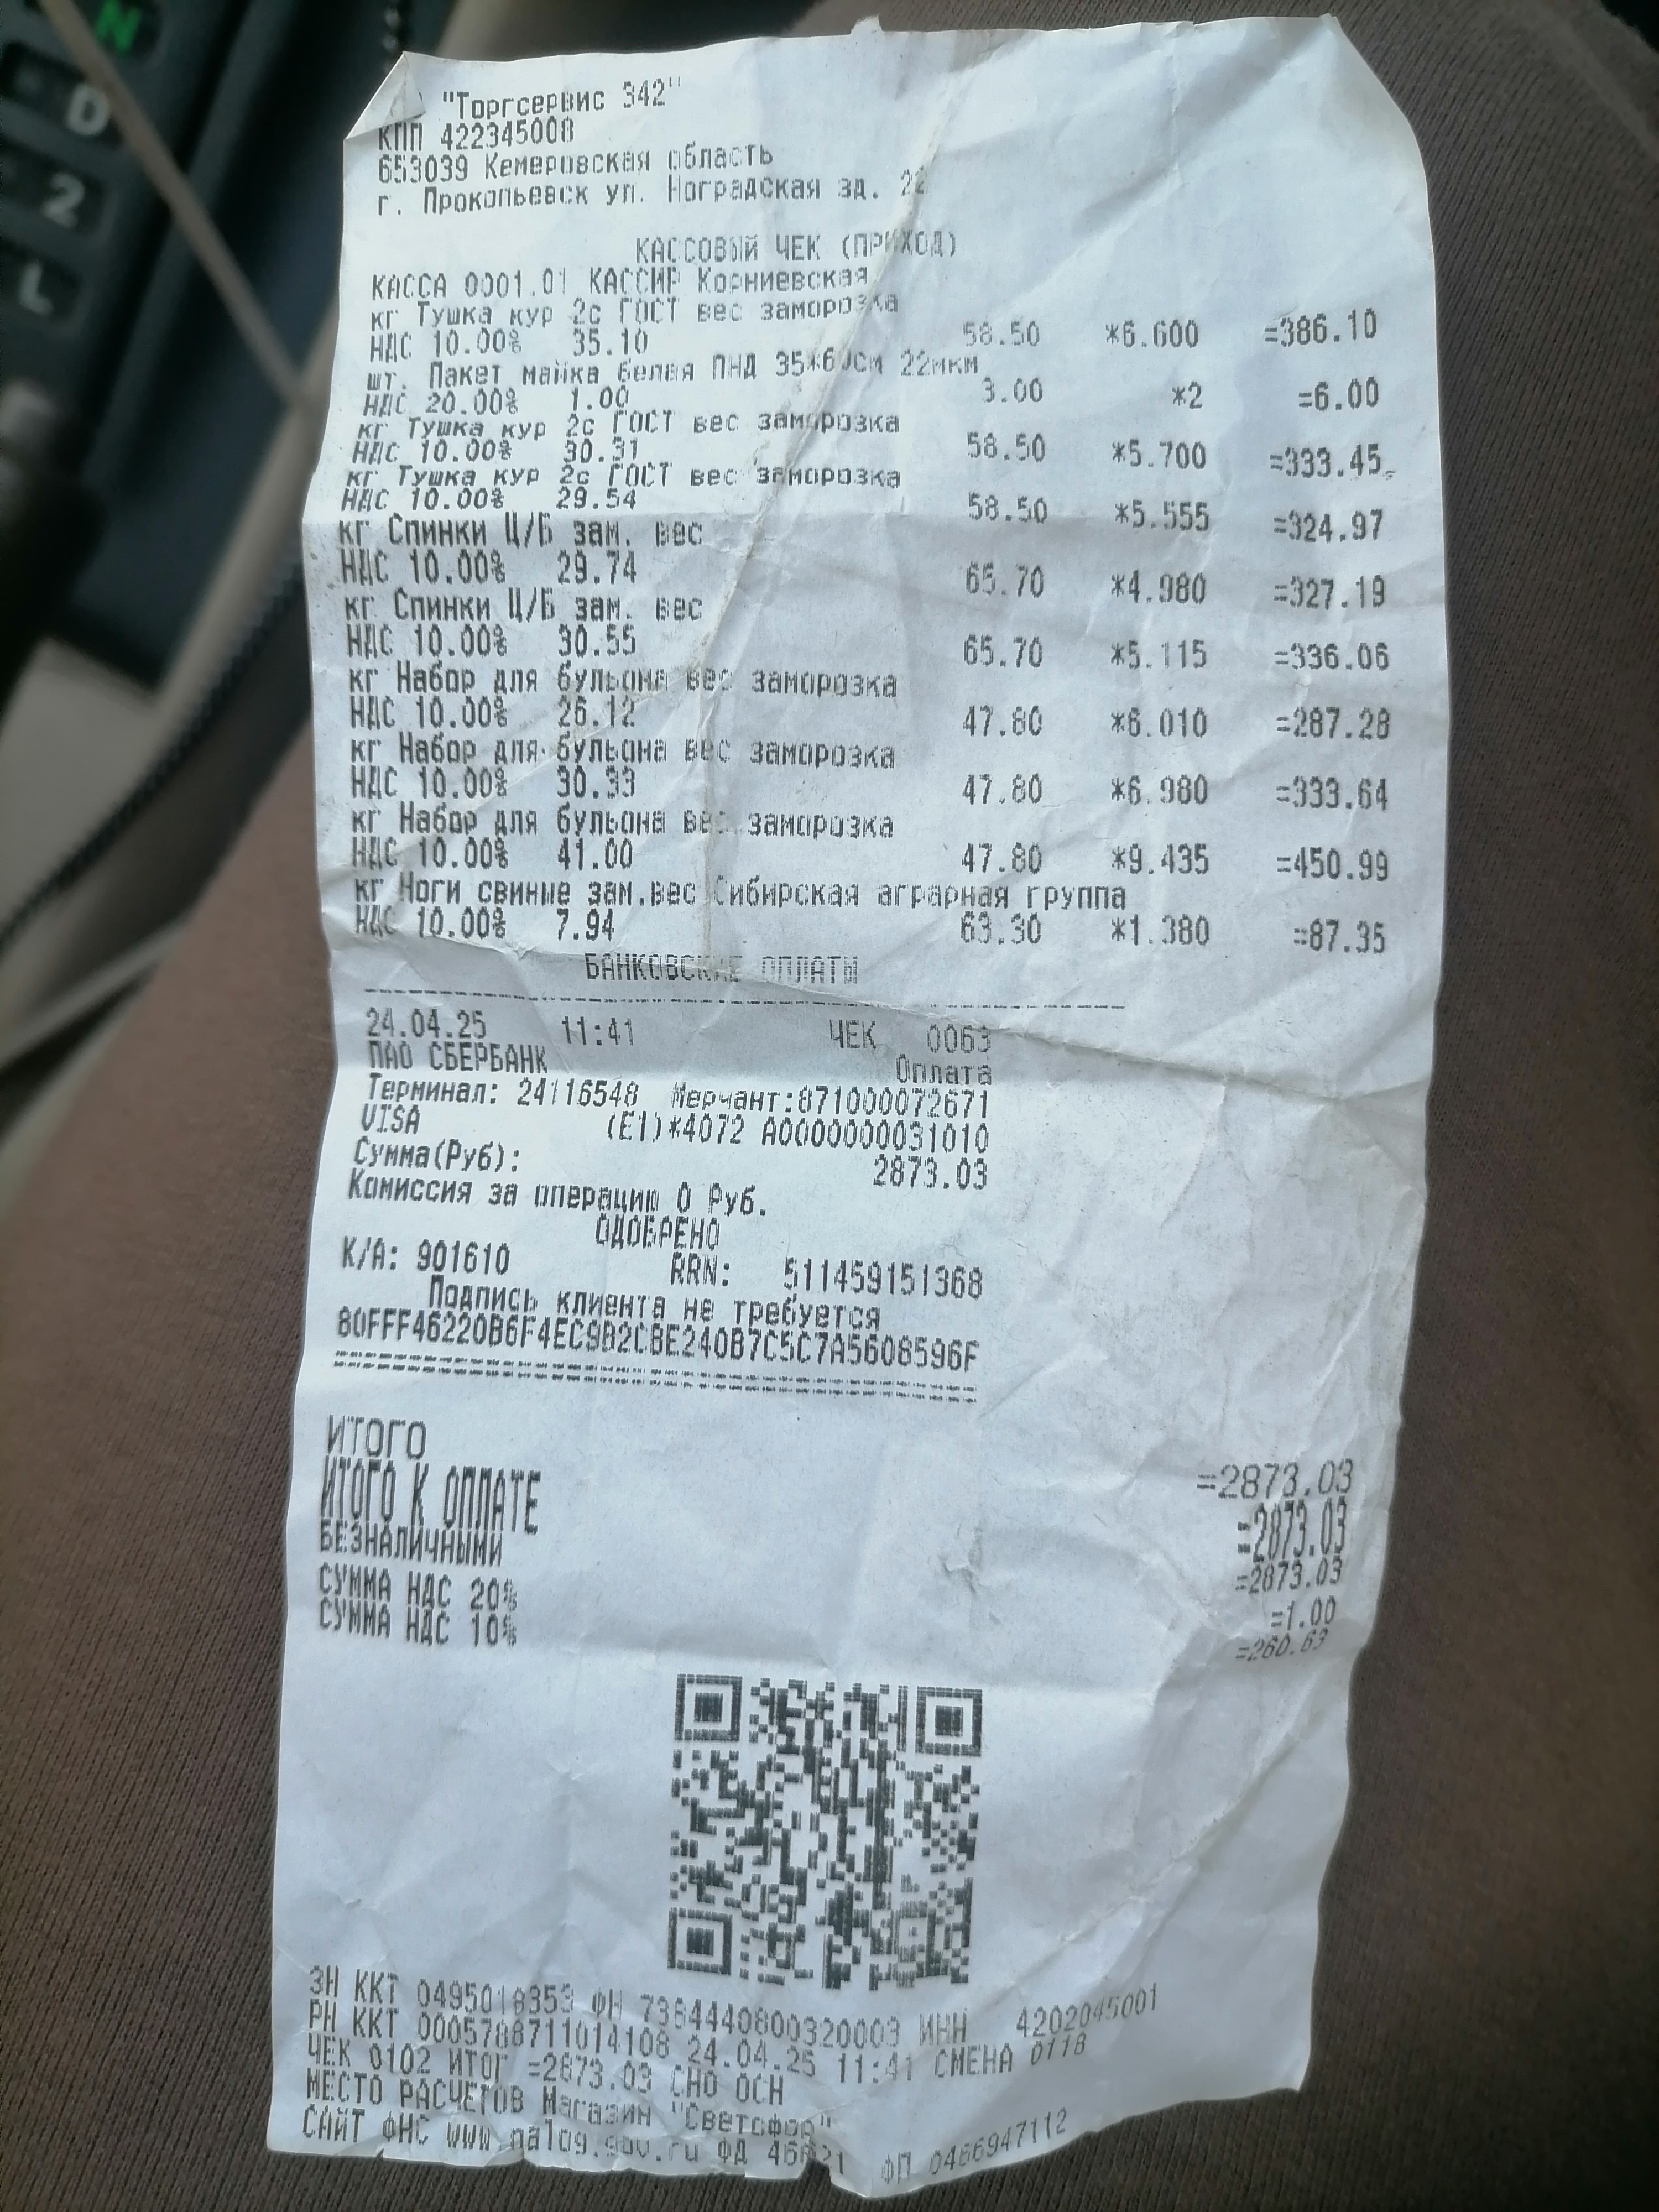 N
D
2
L
"Торгсервис 342"
КПП 422345008
653039 Кемеровская область
г. Прокопьевск ул. Ноградская зд. 22
КАССОВЫЙ ЧЕК (ПРИХОД)
КАССА 0001.01 КАССИР Корниевская
кг Тушка кур 2с ГОСТ вес заморозка
НДС 10.00% 35.10 58.50 *6.600 =386.10
шт. Пакет майка белая ПНД 35*60см 22мкм
НДС 20.00% 1.00 3.00 *2 =6.00
кг Тушка кур 2с ГОСТ вес заморозка
НДС 10.00% 30.31 58.50 *5.700 =333.45
кг Тушка кур 2с ГОСТ вес заморозка
НДС 10.00% 29.54 58.50 *5.555 =324.97
кг Спинки Ц/Б зам. вес
НДС 10.00% 29.74 65.70 *4.980 =327.19
кг Спинки Ц/Б зам. вес
НДС 10.00% 30.55 65.70 *5.115 =336.06
кг Набор для бульона вес заморозка
НДС 10.00% 26.12 47.80 *6.010 =287.28
кг Набор для бульона вес заморозка
НДС 10.00% 30.33 47.80 *6.980 =333.64
кг Набор для бульона вес заморозка
НДС 10.00% 41.00 47.80 *9.435 =450.99
кг Ноги свиные зам.вес Сибирская аграрная группа
НДС 10.00% 7.94 63.30 *1.380 =87.35
БАНКОВСКИЕ ОПЛАТЫ
24.04.25 11:41 ЧЕК 0063
ПАО СБЕРБАНК Оплата
Терминал: 24116548 Мерчант:871000072671
VISA (E1)*4072 A0000000031010
Сумма(Руб): 2873.03
Комиссия за операцию 0 Руб.
ОДОБРЕНО
К/А: 901610 RRN: 511459151368
Подпись клиента не требуется
80FFF46220B6F4EC9B2CBE240B7C5C7A5608596F
ИТОГО =2873.03
ИТОГО К ОПЛАТЕ =2873.03
БЕЗНАЛИЧНЫМИ =2873.03
СУММА НДС 20% =1.00
СУММА НДС 10% =260.63
ЗН ККТ 0495018353 ФН 7384440800320003 ИНН 4202045001
РН ККТ 0005788711014108 24.04.25 11:41 СМЕНА 0118
ЧЕК 0102 ИТОГ =2873.03 СНО ОСН
МЕСТО РАСЧЕТОВ Магазин "Светофор"
САЙТ ФНС www.nalog.gov.ru ФД ФП 0466947112